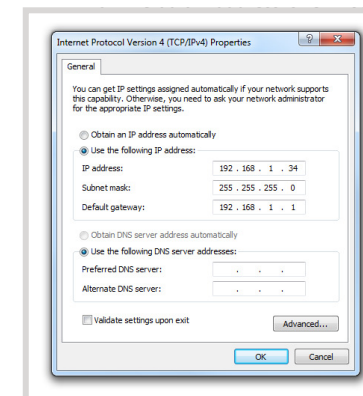 Internet Protocol Version 4 (TCP/IPv4) Properties
General
You can get IP settings assigned automatically if your network supports
this capability. Otherwise, you need to ask your network administrator
for the appropriate IP settings.
Obtain an IP address automatically
Use the following IP address:
IP address: 192 . 168 . 1 . 34
Subnet mask: 255 . 255 . 255 . 0
Default gateway: 192 . 168 . 1 . 1
Obtain DNS server address automatically
Use the following DNS server addresses:
Preferred DNS server: . . .
Alternate DNS server: . . .
Validate settings upon exit
Advanced...
OK Cancel